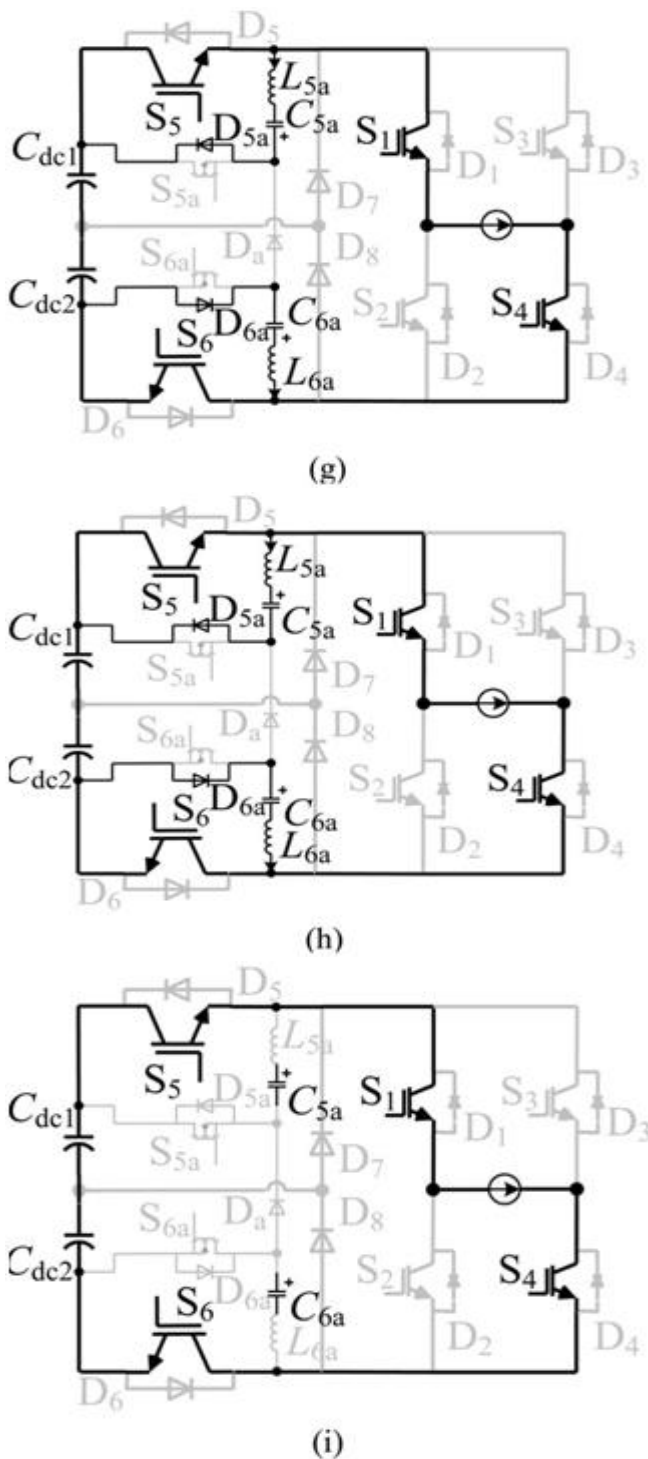 D5
L5a
S5
D5a
C5a
Cdc1
S5a
S1
D1
S3
D3
D7
S6a
Da
D8
Cdc2
C6a
S6
D6a
S2
S4
L6a
D2
D4
D6
(g)
D5
L5a
S5
D5a
C5a
Cdc1
S5a
S1
D1
S3
D3
D7
S6a
Da
D8
Cdc2
S6
D6a
C6a
S2
S4
L6a
D2
D4
D6
(h)
D5
L5a
S5
D5a
C5a
Cdc1
S5a
S1
D1
S3
D3
D7
S6a
Da
D8
Cdc2
S6
D6a
C6a
S2
S4
L6a
D2
D4
D6
(i)